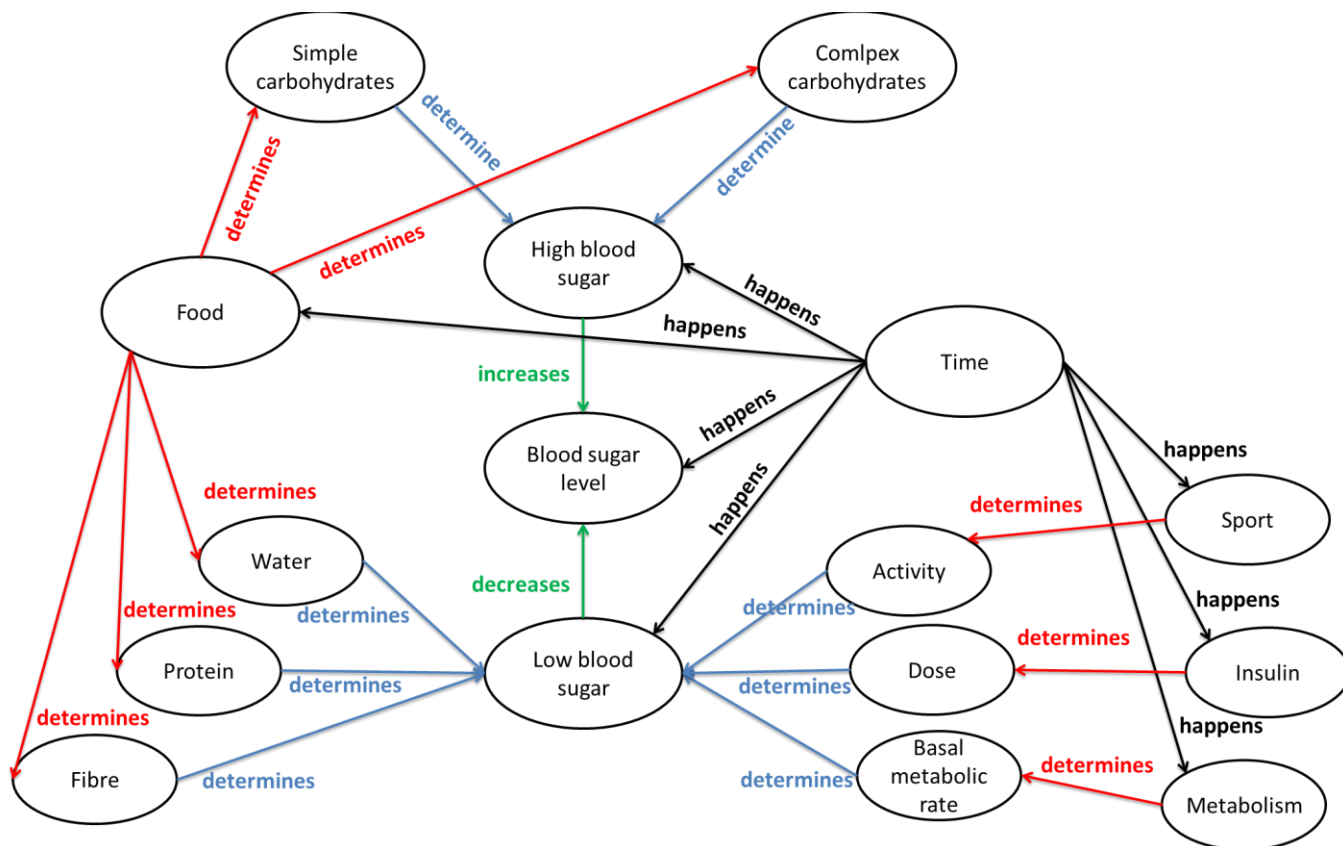 Simple
carbohydrates
Comlpex
carbohydrates
determine
determine
determines
determines
High blood
sugar
happens
happens
Food
Time
increases
happens
happens
Blood sugar
level
happens
determines
determines
Sport
Water
Activity
decreases
determines
determines
determines
happens
determines
Protein
Low blood
sugar
Dose
Insulin
determines
determines
determines
happens
Fibre
determines
determines
Basal
metabolic
rate
determines
Metabolism